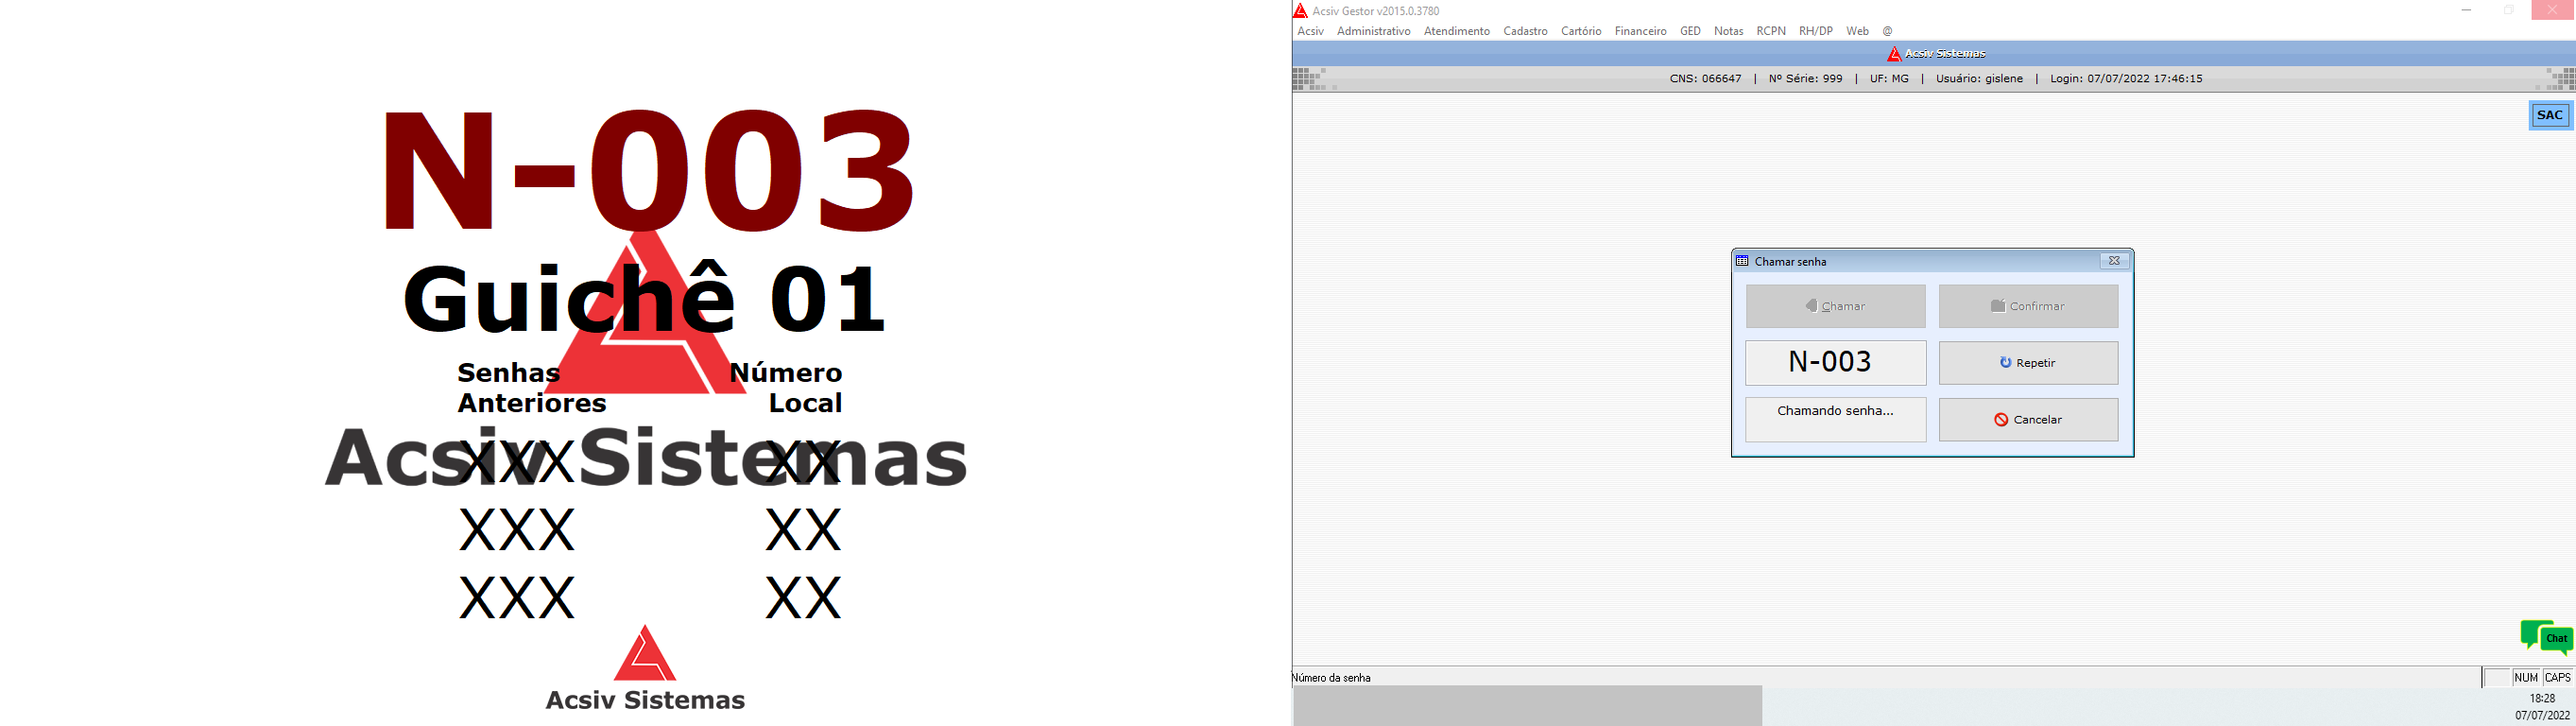 N-003
Guichê 01
Senhas Número
Anteriores Local
Acsiv Sistemas
XXX XX
XXX XX
XXX XX
Acsiv Sistemas
Acsiv Gestor v2015.0.3780
Acsiv Administrativo Atendimento Cadastro Cartório Financeiro GED Notas RCPN RH/DP Web @
Acsiv Sistemas
CNS: 066647 | Nº Série: 999 | UF: MG | Usuário: gislene | Login: 07/07/2022 17:46:15
SAC
Chamar senha
Chamar Confirmar
N-003 Repetir
Chamando senha... Cancelar
Chat
Número da senha NUM CAPS
18:28
07/07/2022